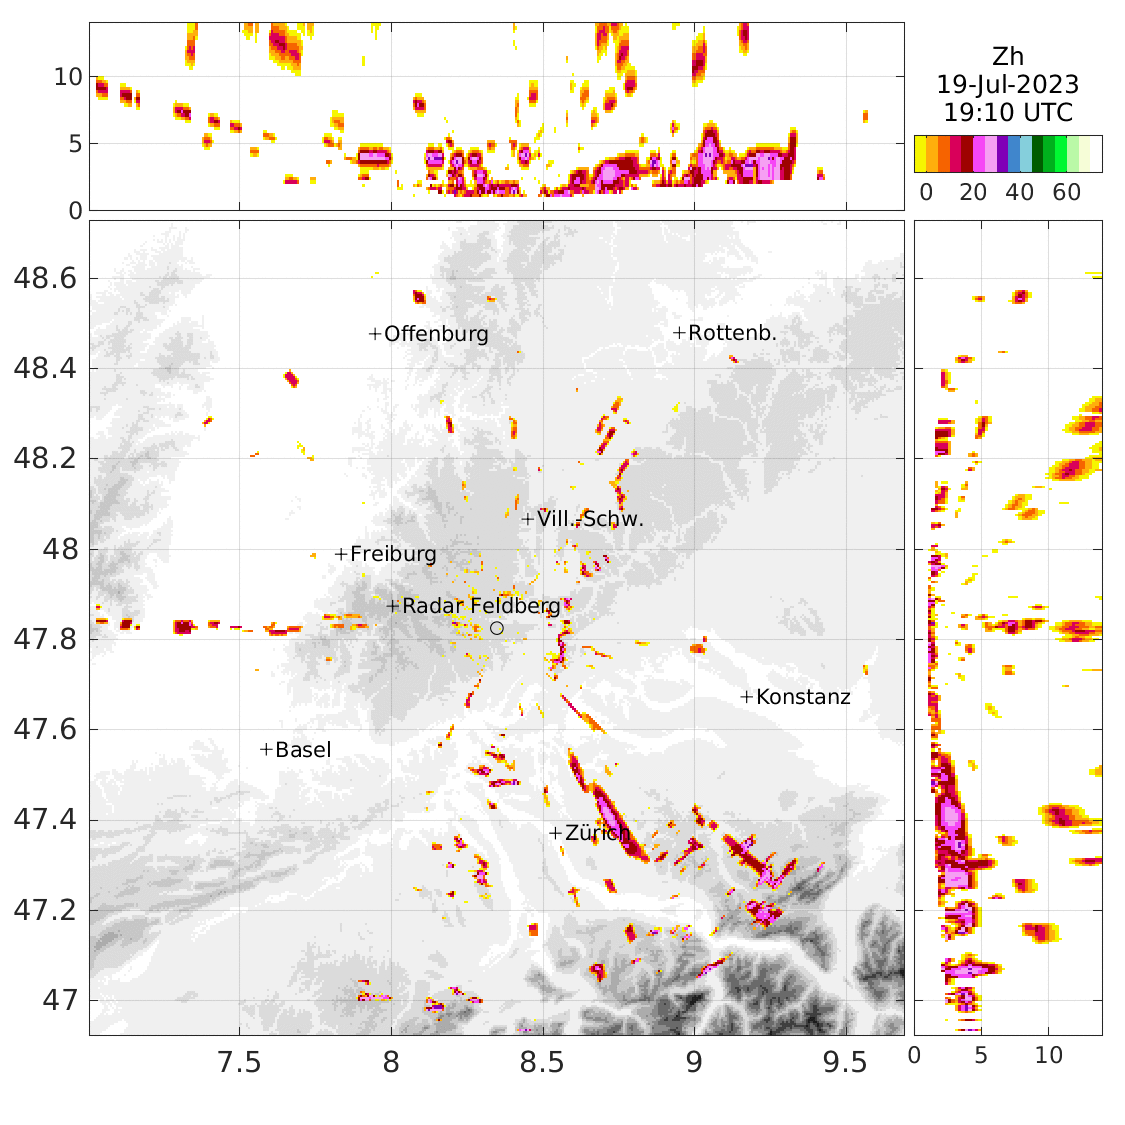 10
5
0
Zh
19-Jul-2023
19:10 UTC
0 20 40 60
48.6
48.4
48.2
48
47.8
47.6
47.4
47.2
47
+Offenburg
+Rottenb.
+Vill.-Schw.
+Freiburg
+Radar Feldberg
+Konstanz
+Basel
+Zürich
7.5 8 8.5 9 9.5
0 5 10